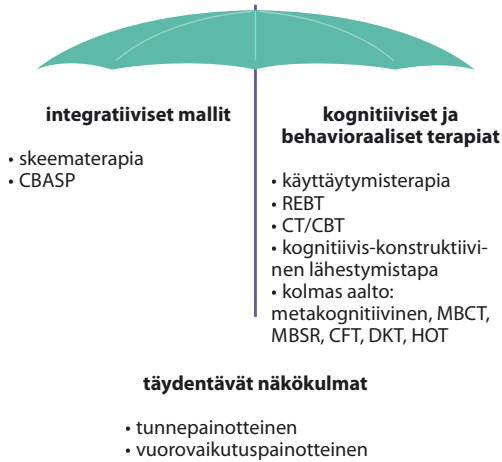 integratiiviset mallit
• skeematerapia
• CBASP
kognitiiviset ja
behavioraaliset terapiat
• käyttäytymisterapia
• REBT
• CT/CBT
• kognitiivis-konstruktiivi-
nen lähestymistapa
• kolmas aalto:
metakognitiivinen, MBCT,
MBSR, CFT, DKT, HOT
täydentävät näkökulmat
• tunnepainotteinen
• vuorovaikutuspainotteinen